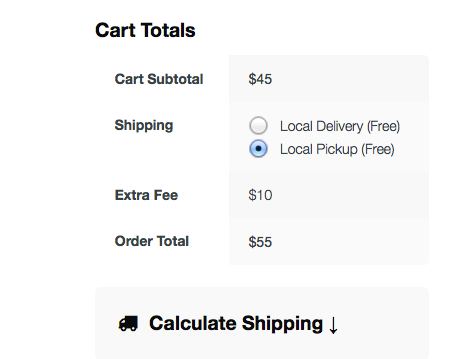 Cart Totals
Cart Subtotal $45
Shipping Local Delivery (Free)
Local Pickup (Free)
Extra Fee $10
Order Total $55
Calculate Shipping ↓